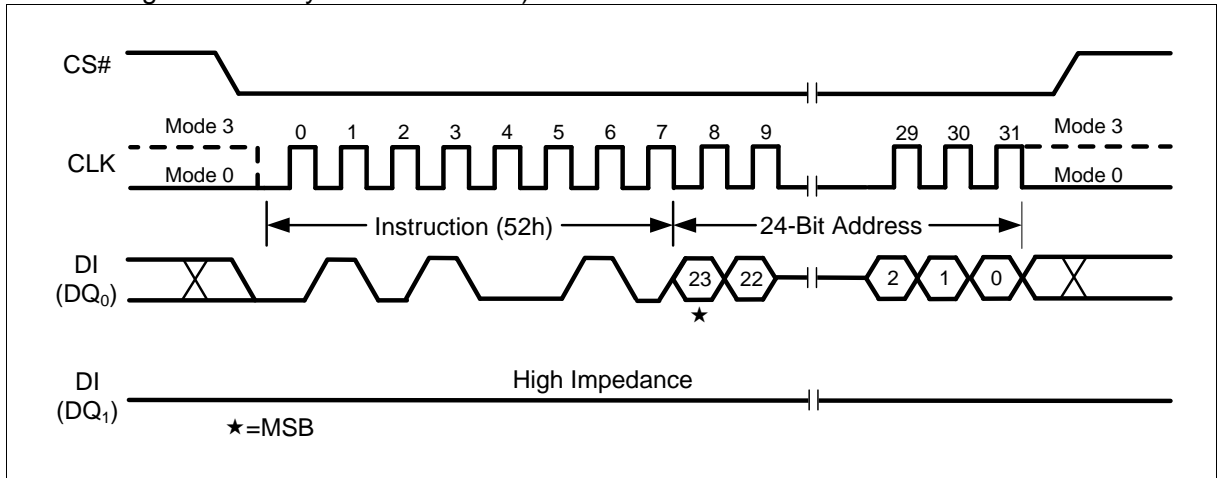 CS#
Mode 3 0 1 2 3 4 5 6 7 8 9 29 30 31 Mode 3
CLK
Mode 0 Mode 0
Instruction (52h) 24-Bit Address
DI
(DQ0) 23 22 2 1 0
★
High Impedance
DI
(DQ1)
★=MSB